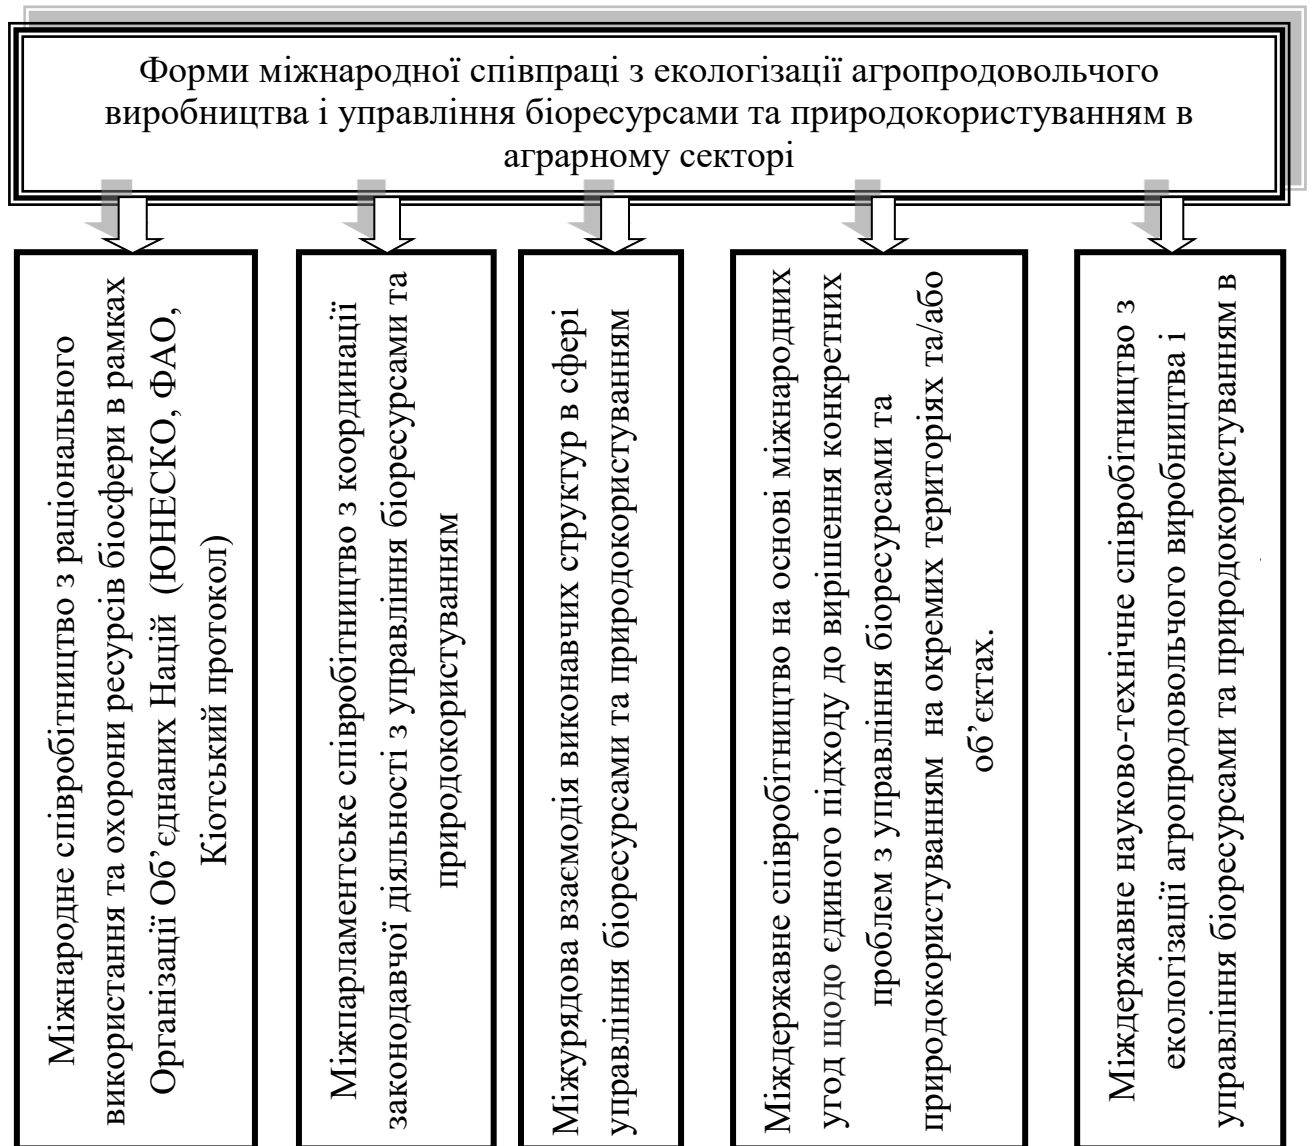 Форми міжнародної співпраці з екологізації агропродовольчого
виробництва і управління біоресурсами та природокористуванням в
аграрному секторі
Міжнародне співробітництво з раціонального
використання та охорони ресурсів біосфери в рамках
Організації Об’єднаних Націй (ЮНЕСКО, ФАО,
Кіотський протокол)
Міжпарламентське співробітництво з координації
законодавчої діяльності з управління біоресурсами та
природокористуванням
Міжурядова взаємодія виконавчих структур в сфері
управління біоресурсами та природокористуванням
Міждержавне співробітництво на основі міжнародних
угод щодо єдиного підходу до вирішення конкретних
проблем з управління біоресурсами та
природокористуванням на окремих територіях та/або
об’єктах.
Міждержавне науково-технічне співробітництво з
екологізації агропродовольчого виробництва і
управління біоресурсами та природокористуванням в